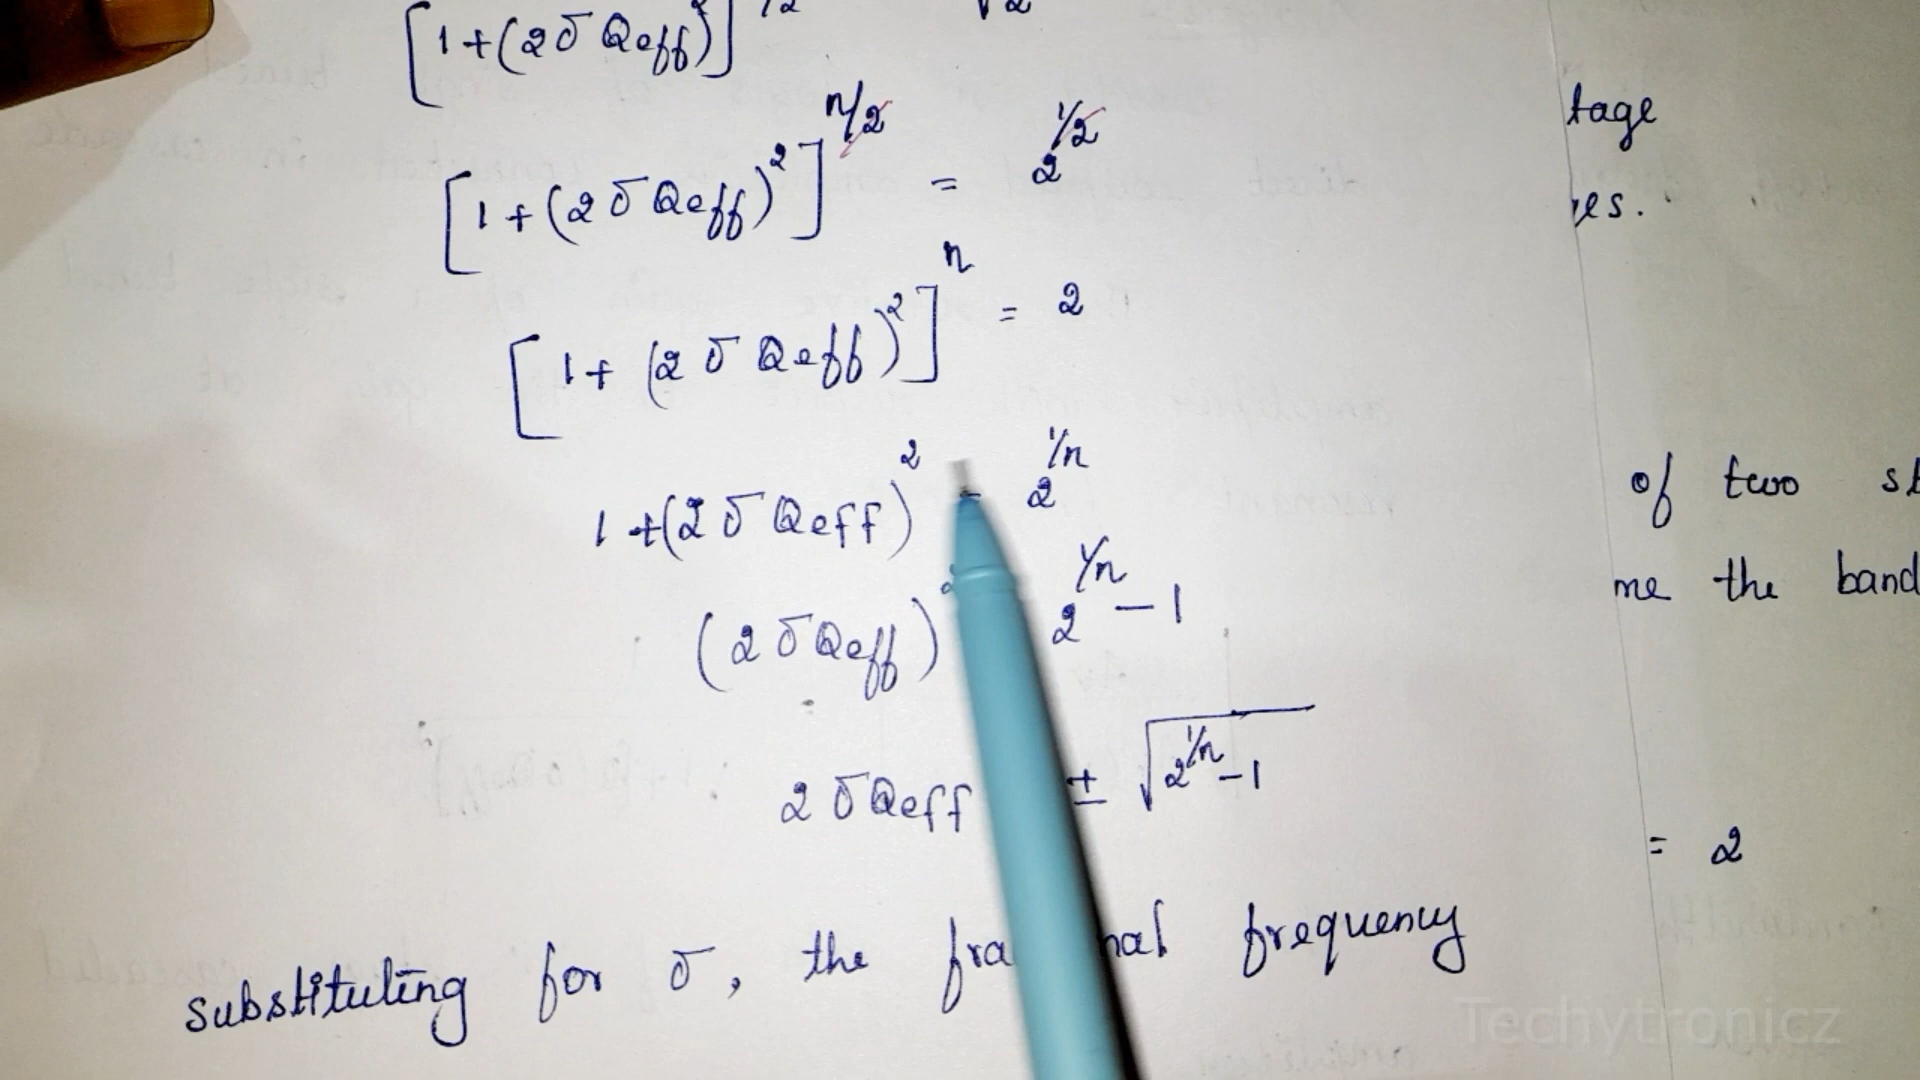 [1+(2δ Qeff)²]
[1+(2δ Qeff)²]^n/2 = 2^1/2
[1+(2δ Qeff)²]^n = 2
1+(2δ Qeff)² = 2^1/n
(2δ Qeff) 2^1/n - 1
2δ Qeff ± √2^1/n - 1
substituting for δ, the fra nal frequency
tage
es.
of two st
me the band
= 2
Techytronicz